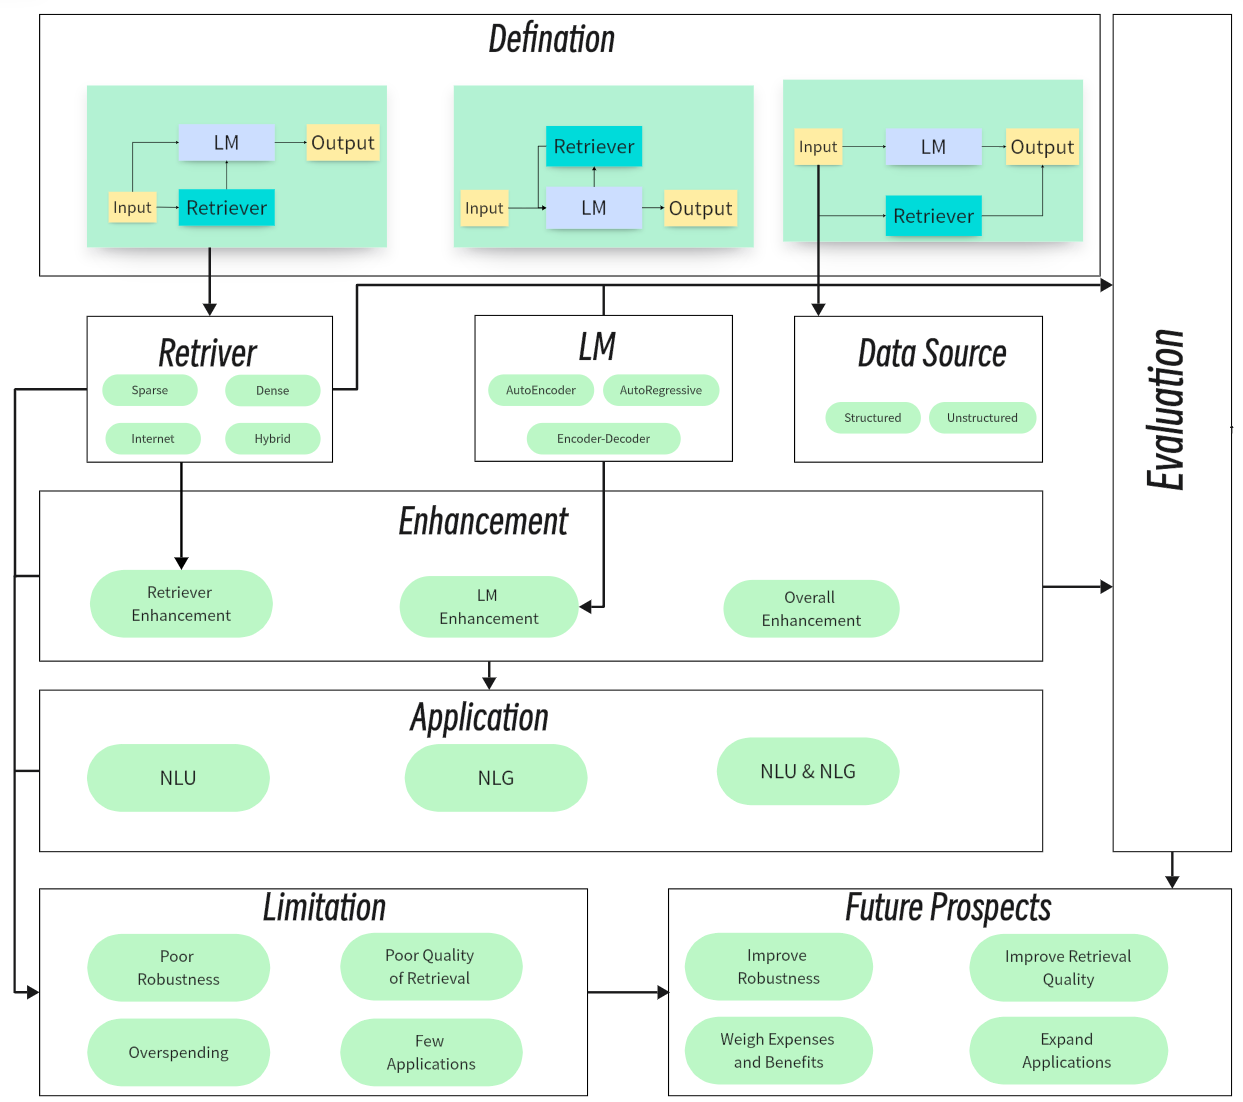 Defination
LM
Output
Input
Retriever
Retriever
Input
LM
Output
Input
LM
Output
Retriever
Retriver
Sparse
Dense
Internet
Hybrid
LM
AutoEncoder
AutoRegressive
Encoder-Decoder
Data Source
Structured
Unstructured
Evaluation
Enhancement
Retriever
Enhancement
LM
Enhancement
Overall
Enhancement
Application
NLU
NLG
NLU & NLG
Limitation
Poor
Robustness
Poor Quality
of Retrieval
Overspending
Few
Applications
Future Prospects
Improve
Robustness
Improve Retrieval
Quality
Weigh Expenses
and Benefits
Expand
Applications